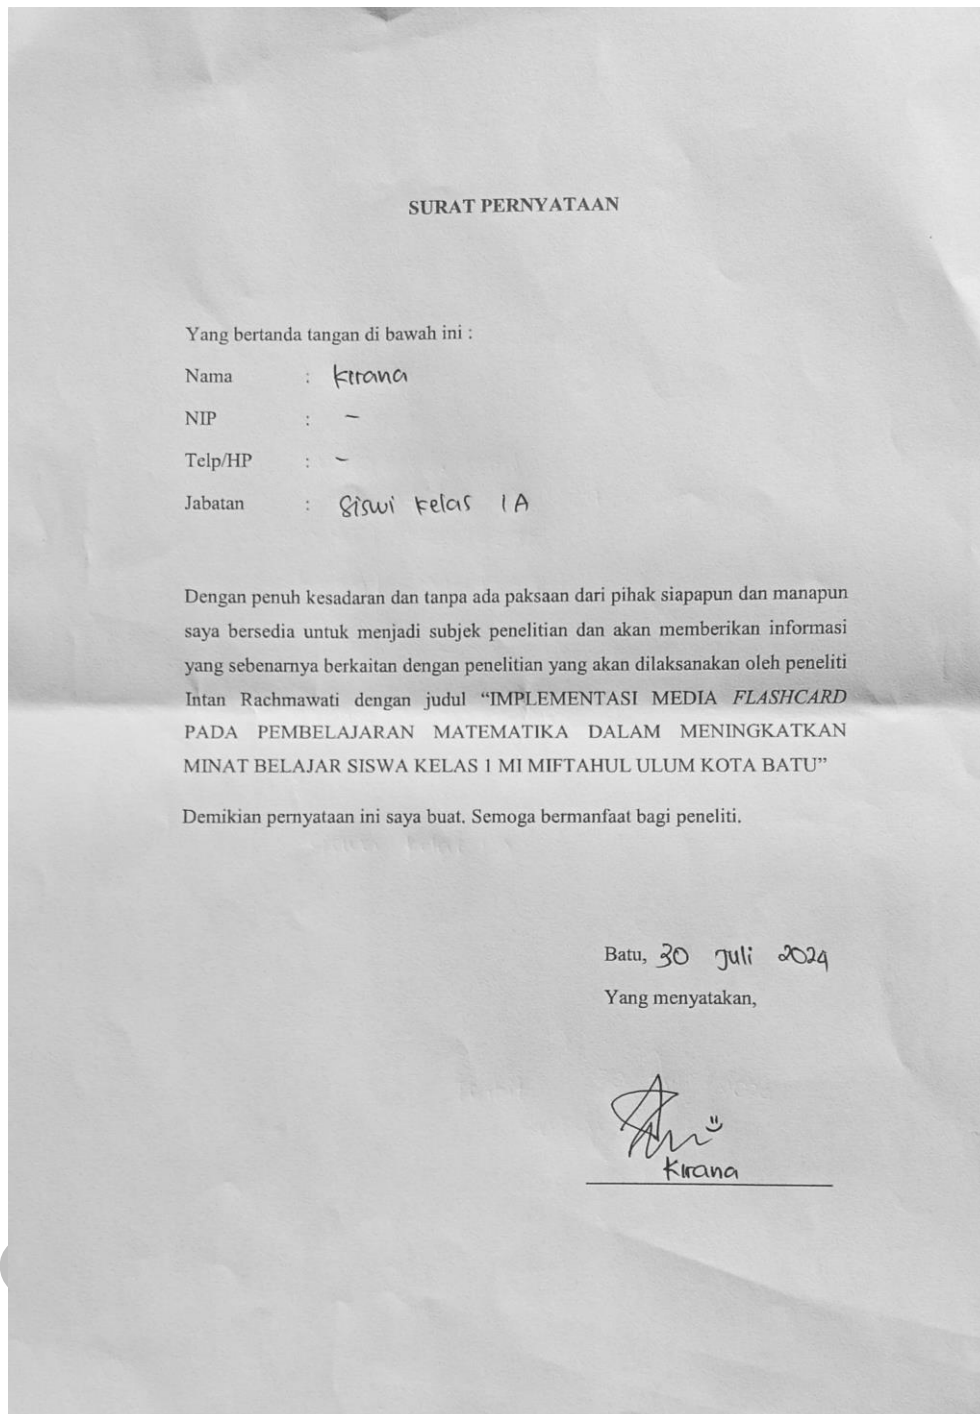 SURAT PERNYATAAN
Yang bertanda tangan di bawah ini :
Nama : Kirana
NIP : -
Telp/HP : -
Jabatan : Siswi kelas 1A
Dengan penuh kesadaran dan tanpa ada paksaan dari pihak siapapun dan manapun
saya bersedia untuk menjadi subjek penelitian dan akan memberikan informasi
yang sebenarnya berkaitan dengan penelitian yang akan dilaksanakan oleh peneliti
Intan Rachmawati dengan judul “IMPLEMENTASI MEDIA FLASHCARD
PADA PEMBELAJARAN MATEMATIKA DALAM MENINGKATKAN
MINAT BELAJAR SISWA KELAS 1 MI MIFTAHUL ULUM KOTA BATU”
Demikian pernyataan ini saya buat. Semoga bermanfaat bagi peneliti.
Batu, 30 Juli 2024
Yang menyatakan,
Kirana